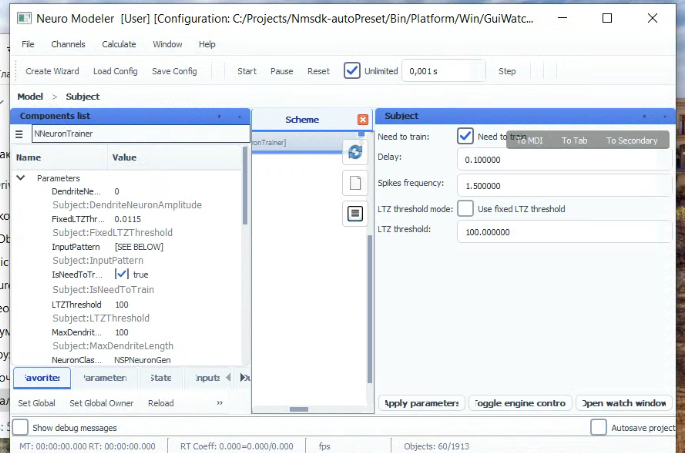 Neuro Modeler [User] [Configuration: C:/Projects/Nmsdk-autoPreset/Bin/Platform/Win/GuiWatc...
File Channels Calculate Window Help
Create Wizard Load Config Save Config Start Pause Reset Unlimited 0,001s Step
Model > Subject
Components list
NNeuronTrainer
Name Value
Parameters
DendriteNe... 0
Subject:DendriteNeuronAmplitude
FixedLTZThr... 0.0115
Subject:FixedLTZThreshold
InputPattern [SEE BELOW]
Subject:InputPattern
IsNeedToTr... true
Subject:IsNeedToTrain
LTZThreshold 100
Subject:LTZThreshold
MaxDendrit... 100
Subject:MaxDendriteLength
NeuronClas... NSPNeuronGen
Favorites Parameters State Inputs
Set Global Set Global Owner Reload »
Scheme
ronTrainer]
Subject
Need to train: Need to train
To MDI To Tab To Secondary
Delay: 0.100000
Spikes frequency: 1.500000
LTZ threshold mode: Use fixed LTZ threshold
LTZ threshold: 100.000000
Apply parameters Toggle engine contro Open watch window
Show debug messages Autosave project
MT: 00:00:00.000 RT: 00:00:00.000 RT Coeff: 0.000=0.000/0.000 fps Objects: 60/1913